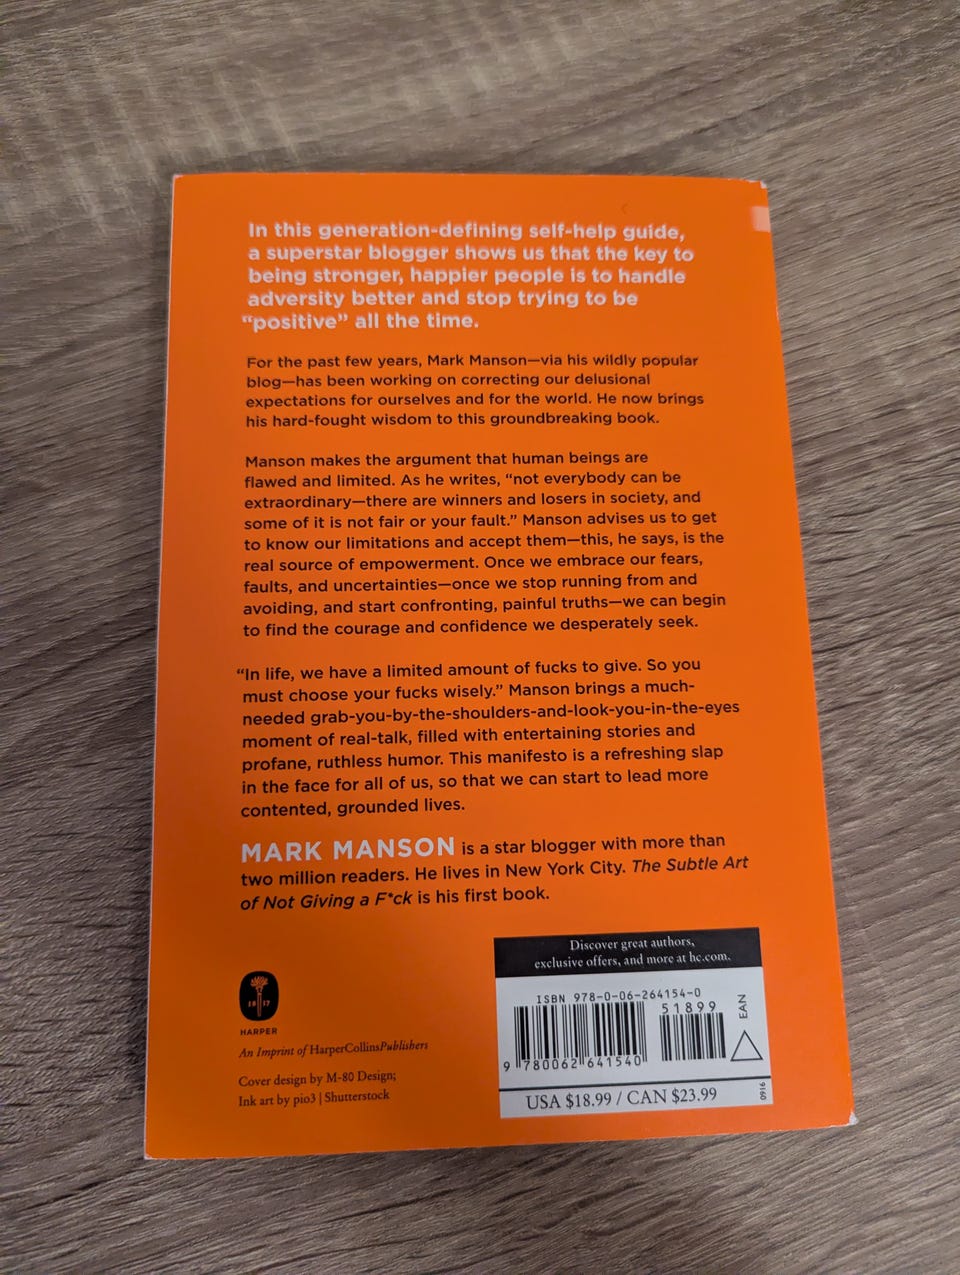 In this generation-defining self-help guide,
a superstar blogger shows us that the key to
being stronger, happier people is to handle
adversity better and stop trying to be
“positive” all the time.
For the past few years, Mark Manson—via his wildly popular
blog—has been working on correcting our delusional
expectations for ourselves and for the world. He now brings
his hard-fought wisdom to this groundbreaking book.
Manson makes the argument that human beings are
flawed and limited. As he writes, “not everybody can be
extraordinary—there are winners and losers in society, and
some of it is not fair or your fault.” Manson advises us to get
to know our limitations and accept them—this, he says, is the
real source of empowerment. Once we embrace our fears,
faults, and uncertainties—once we stop running from and
avoiding, and start confronting, painful truths—we can begin
to find the courage and confidence we desperately seek.
“In life, we have a limited amount of fucks to give. So you
must choose your fucks wisely.” Manson brings a much-
needed grab-you-by-the-shoulders-and-look-you-in-the-eyes
moment of real-talk, filled with entertaining stories and
profane, ruthless humor. This manifesto is a refreshing slap
in the face for all of us, so that we can start to lead more
contented, grounded lives.
MARK MANSON is a star blogger with more than
two million readers. He lives in New York City. The Subtle Art
of Not Giving a F*ck is his first book.
18 17
HARPER
An Imprint of HarperCollinsPublishers
Cover design by M-80 Design;
Ink art by pio3 | Shutterstock
Discover great authors,
exclusive offers, and more at hc.com.
ISBN 978-0-06-264154-0
51899
EAN
9 780062 641540
USA $18.99 / CAN $23.99
0916